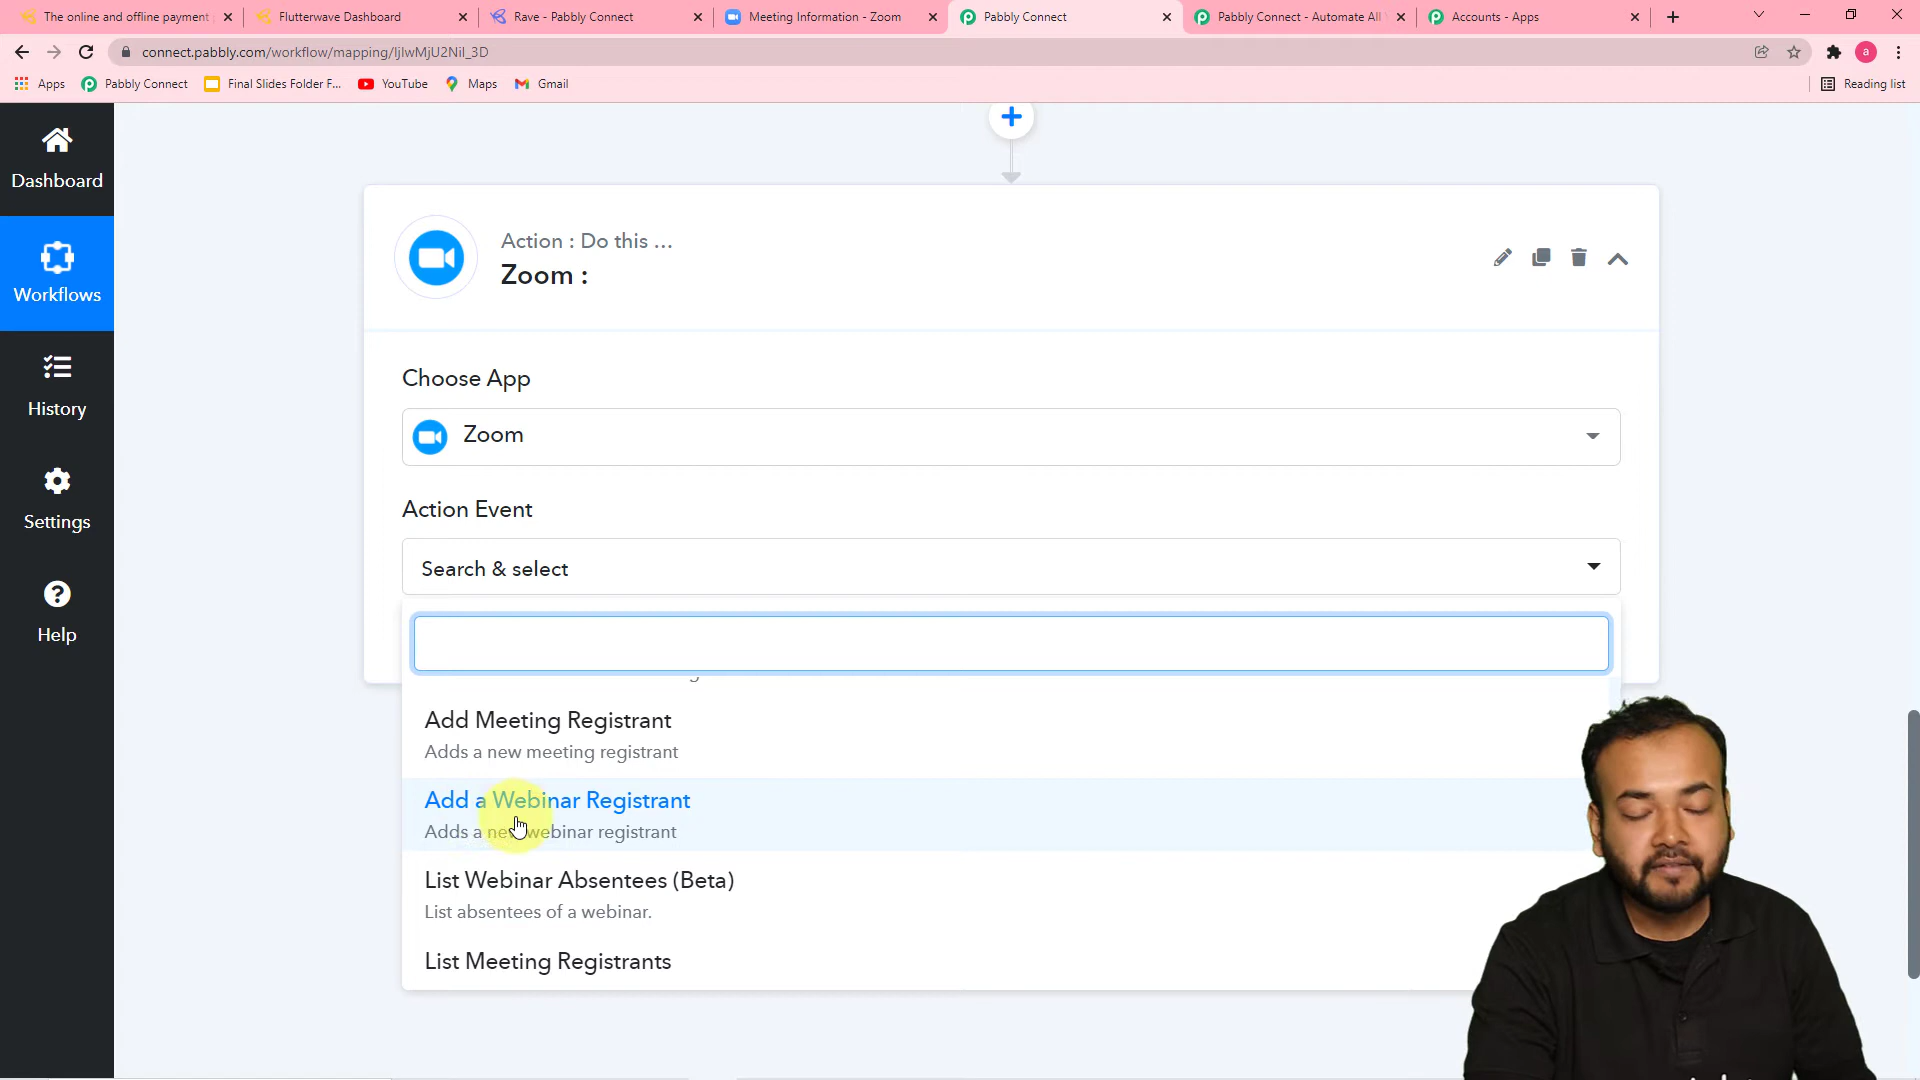 The online and offline payment
Flutterwave Dashboard
Rave - Pabbly Connect
Meeting Information - Zoom
Pabbly Connect
Pabbly Connect - Automate All
Accounts - Apps
connect.pabbly.com/workflow/mapping/IjIwMjU2NiI_3D
a
Apps
Pabbly Connect
Final Slides Folder F...
YouTube
Maps
Gmail
Reading list
Dashboard
Workflows
History
Settings
Help
Action : Do this ...
Zoom :
Choose App
Zoom
Action Event
Search & select
Add Meeting Registrant
Adds a new meeting registrant
Add a Webinar Registrant
Adds a new webinar registrant
List Webinar Absentees (Beta)
List absentees of a webinar.
List Meeting Registrants